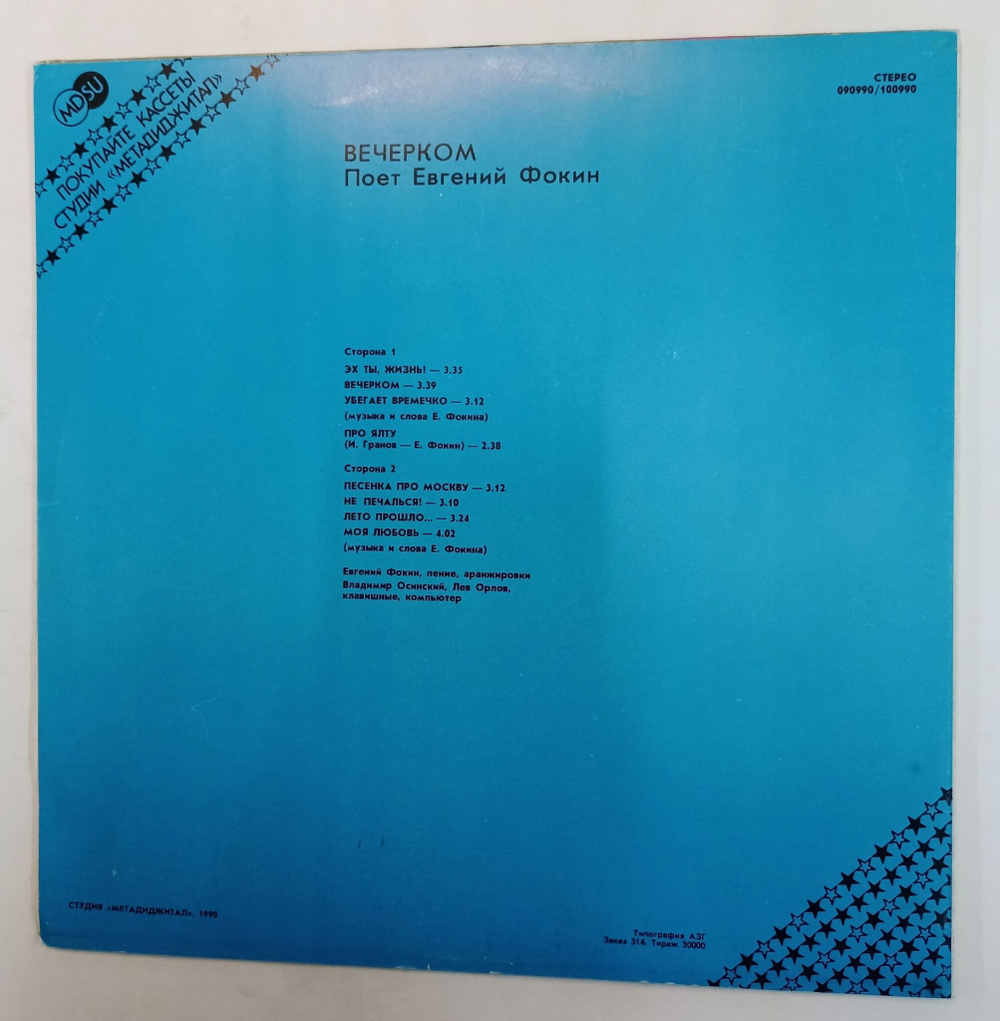 MDSU
ПОКУПАЙТЕ КАССЕТЫ
СТУДИИ «МЕТАДИДЖИТАЛ»
СТЕРЕО
090990/100990
ВЕЧЕРКОМ
Поет Евгений Фокин
Сторона 1
ЭХ ТЫ, ЖИЗНЬ! — 3.35
ВЕЧЕРКОМ — 3.39
УБЕГАЕТ ВРЕМЕЧКО — 3.12
(музыка и слова Е. Фокина)
ПРО ЯЛТУ
(И. Гранов — Е. Фокин) — 2.38
Сторона 2
ПЕСЕНКА ПРО МОСКВУ — 3.12
НЕ ПЕЧАЛЬСЯ! — 3.10
ЛЕТО ПРОШЛО... — 3.24
МОЯ ЛЮБОВЬ — 4.02
(музыка и слова Е. Фокина)
Евгений Фокин, пение, аранжировки
Владимир Осинский, Лев Орлов,
клавишные, компьютер
СТУДИЯ «МЕТАДИДЖИТАЛ», 1990
Типография АЗГ
Заказ 514. Тираж 30000